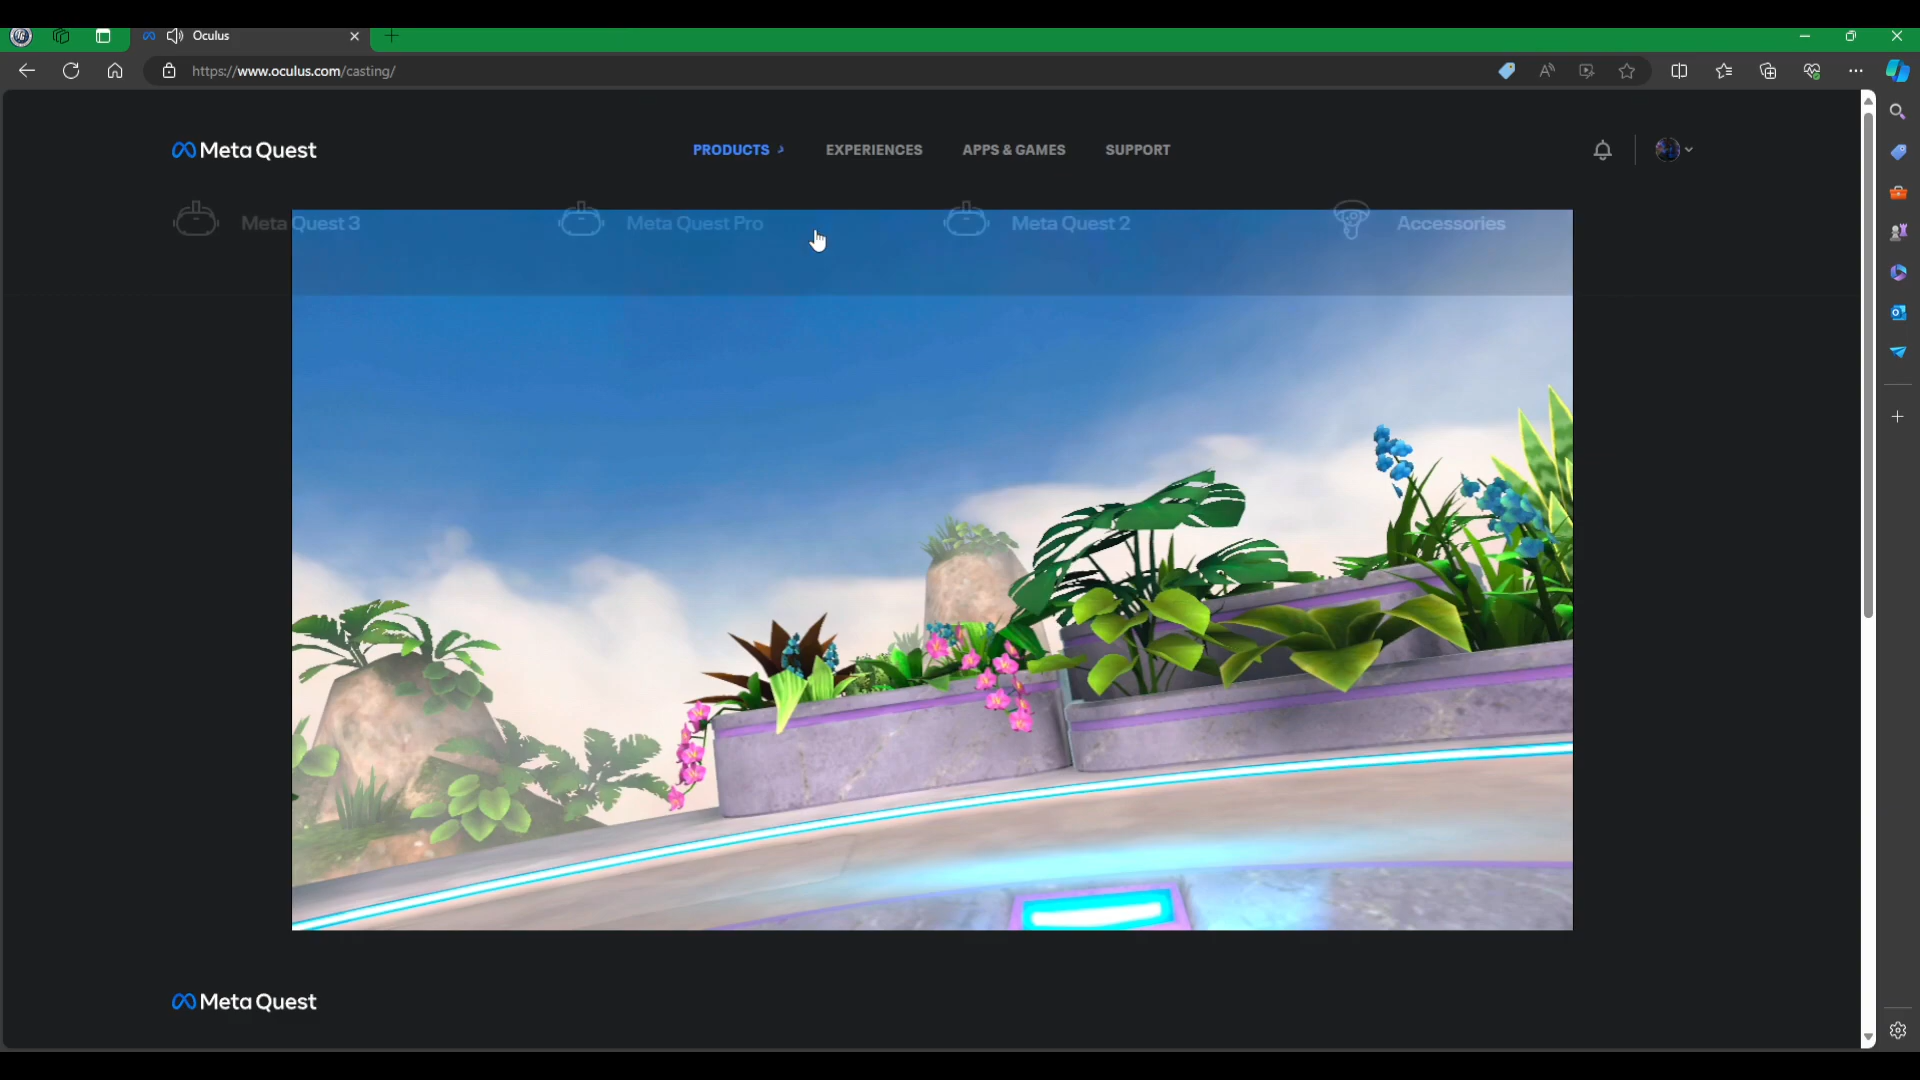 Oculus
https://www.oculus.com/casting/
Meta Quest
PRODUCTS
EXPERIENCES
APPS & GAMES
SUPPORT
Meta Quest 3
Meta Quest Pro
Meta Quest 2
Accessories
Meta Quest